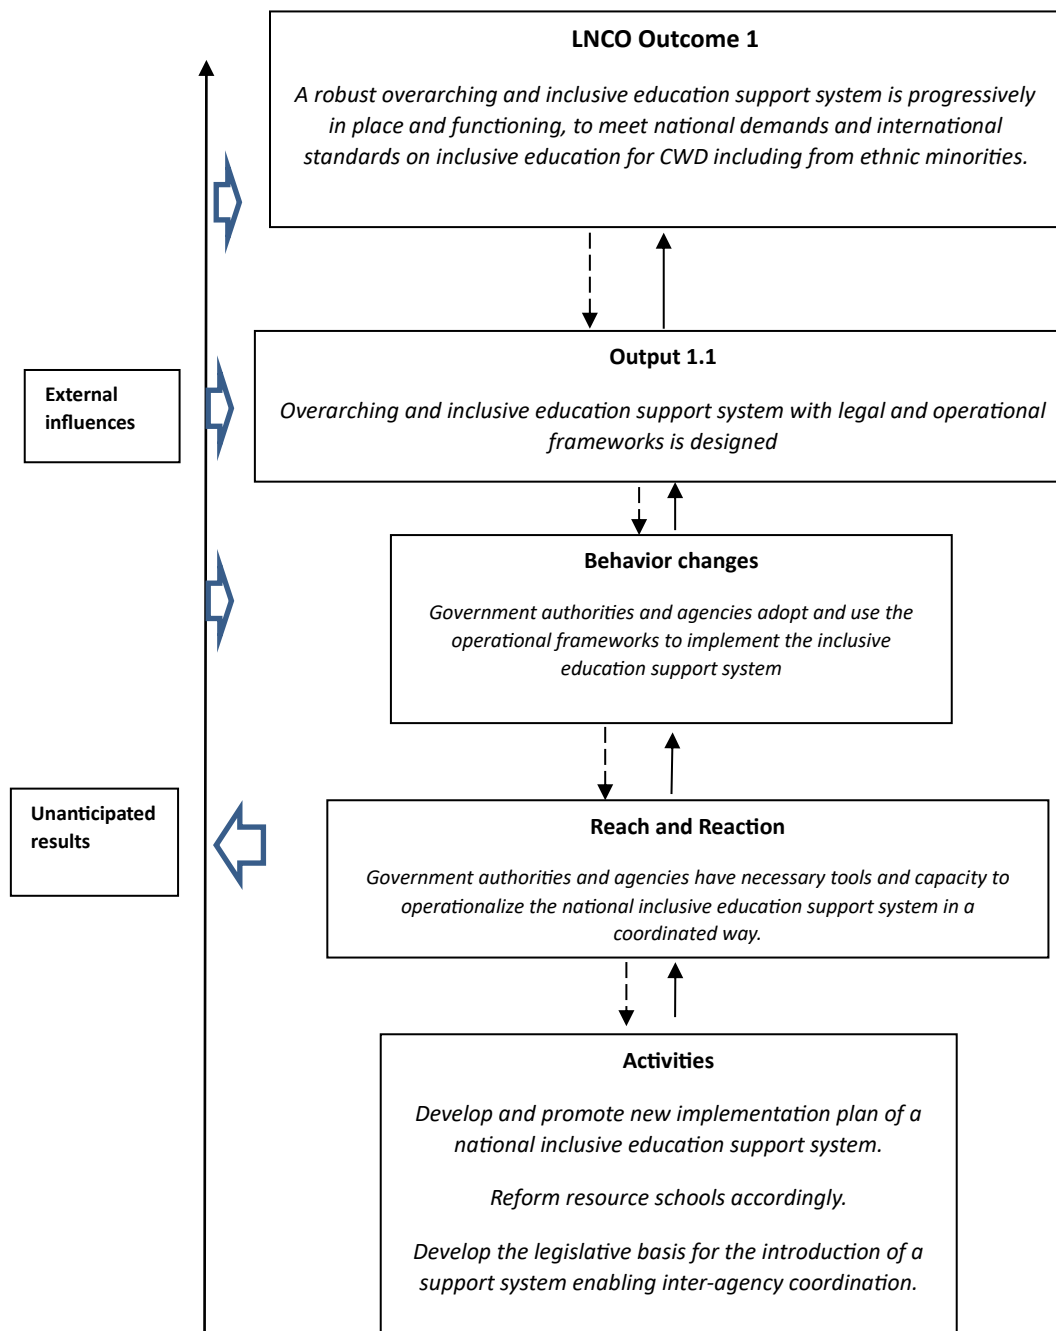 LNCO Outcome 1
A robust overarching and inclusive education support system is progressively
in place and functioning, to meet national demands and international
standards on inclusive education for CWD including from ethnic minorities.
Output 1.1
Overarching and inclusive education support system with legal and operational
frameworks is designed
External
influences
Behavior changes
Government authorities and agencies adopt and use the
operational frameworks to implement the inclusive
education support system
Unanticipated
results
Reach and Reaction
Government authorities and agencies have necessary tools and capacity to
operationalize the national inclusive education support system in a
coordinated way.
Activities
Develop and promote new implementation plan of a
national inclusive education support system.
Reform resource schools accordingly.
Develop the legislative basis for the introduction of a
support system enabling inter-agency coordination.